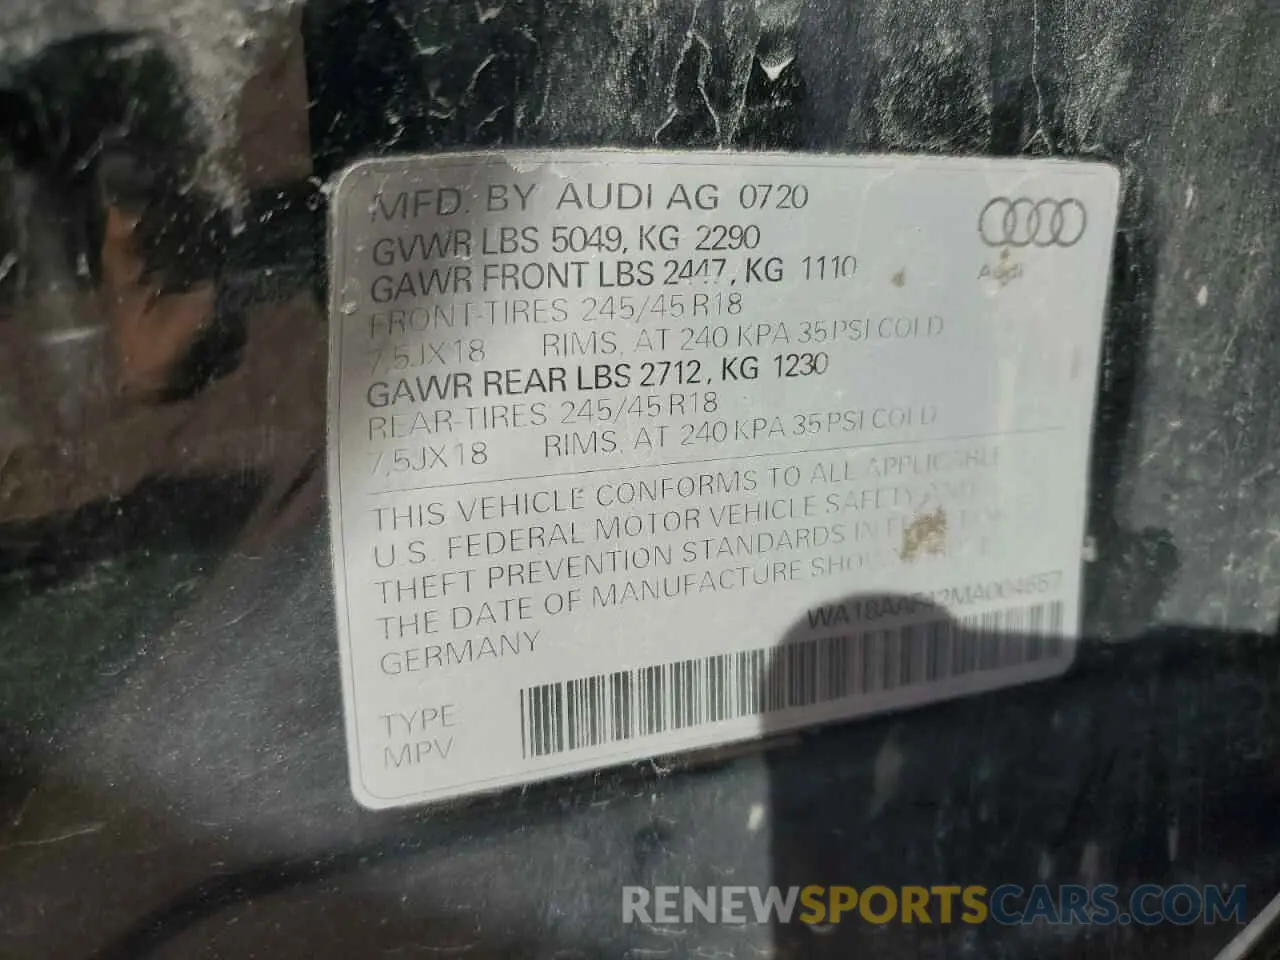 MFD. BY AUDI AG 0720
GVWR LBS 5049, KG 2290
GAWR FRONT LBS 2447, KG 1110
FRONT-TIRES 245/45 R18
7,5JX18 RIMS, AT 240 KPA 35 PSI COLD
GAWR REAR LBS 2712, KG 1230
REAR-TIRES 245/45 R18
7,5JX18 RIMS, AT 240 KPA 35 PSI COLD
Audi
THIS VEHICLE CONFORMS TO ALL APPLICABLE
U.S. FEDERAL MOTOR VEHICLE SAFETY AND
THEFT PREVENTION STANDARDS IN
THE DATE OF MANUFACTURE
GERMANY
TYPE
MPV
RENEWSPORTSCARS.COM